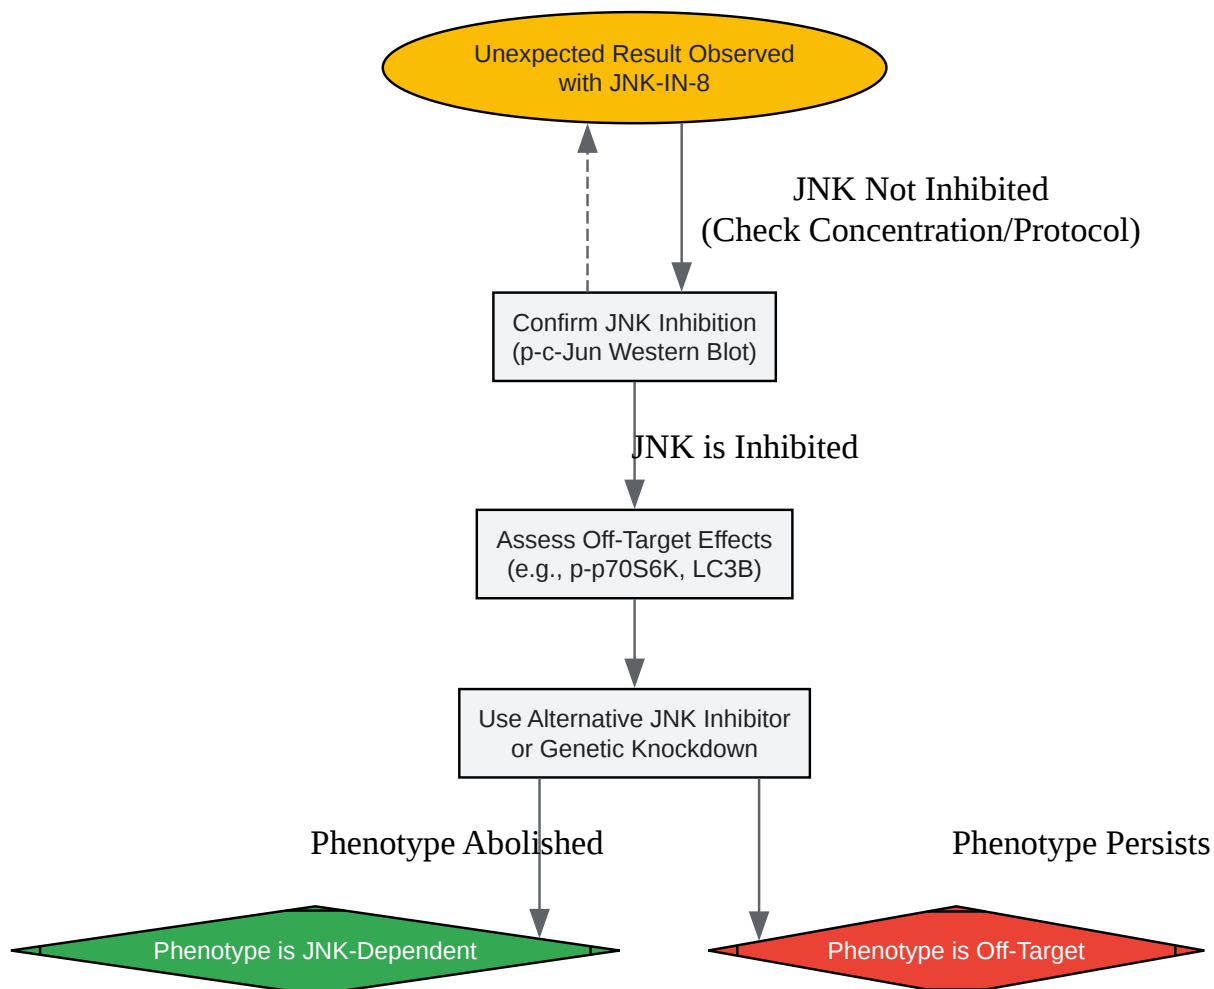 Unexpected Result Observed
with JNK-IN-8
JNK Not Inhibited
(Check Concentration/Protocol)
Confirm JNK Inhibition
(p-c-Jun Western Blot)
JNK is Inhibited
Assess Off-Target Effects
(e.g., p-p70S6K, LC3B)
Use Alternative JNK Inhibitor
or Genetic Knockdown
Phenotype Abolished
Phenotype Persists
Phenotype is JNK-Dependent
Phenotype is Off-Target